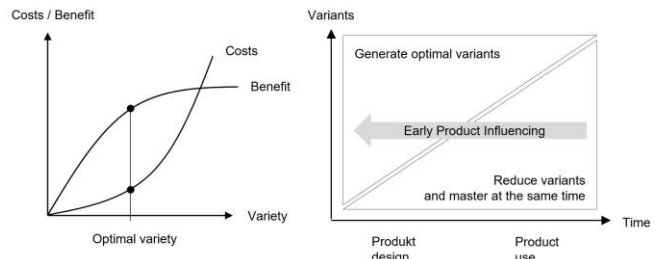 Costs / Benefit
Costs
Benefit
Variety
Optimal variety
Variants
Generate optimal variants
Early Product Influencing
Reduce variants
and master at the same time
Time
Produkt
design
Product
use